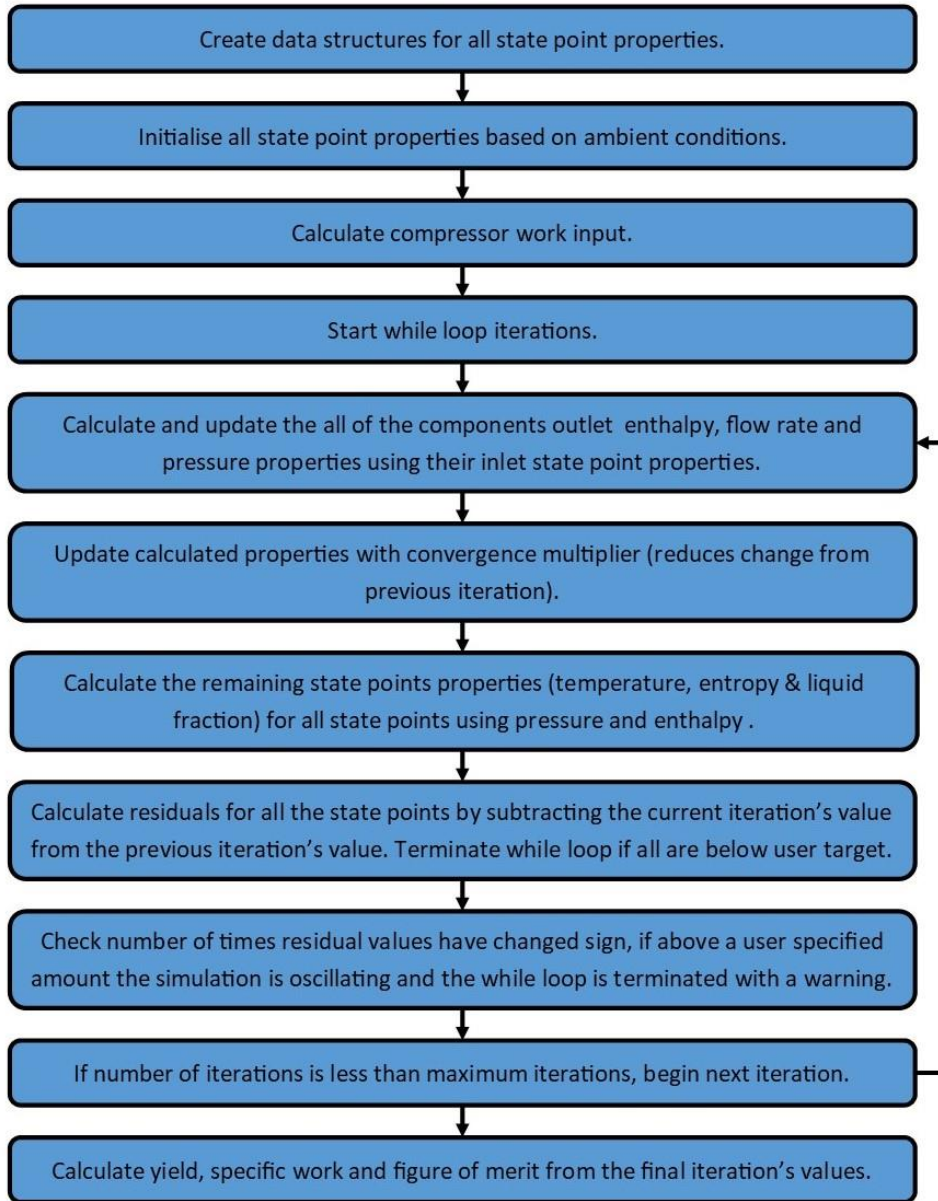 Create data structures for all state point properties.
Initialise all state point properties based on ambient conditions.
Calculate compressor work input.
Start while loop iterations.
Calculate and update the all of the components outlet enthalpy, flow rate and
pressure properties using their inlet state point properties.
Update calculated properties with convergence multiplier (reduces change from
previous iteration).
Calculate the remaining state points properties (temperature, entropy & liquid
fraction) for all state points using pressure and enthalpy .
Calculate residuals for all the state points by subtracting the current iteration’s value
from the previous iteration’s value. Terminate while loop if all are below user target.
Check number of times residual values have changed sign, if above a user specified
amount the simulation is oscillating and the while loop is terminated with a warning.
If number of iterations is less than maximum iterations, begin next iteration.
Calculate yield, specific work and figure of merit from the final iteration’s values.